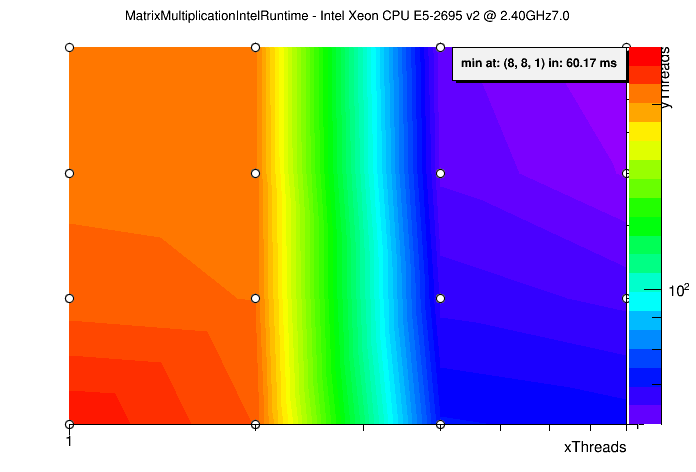 MatrixMultiplicationIntelRuntime - Intel Xeon CPU E5-2695 v2 @ 2.40GHz7.0
min at: (8, 8, 1) in: 60.17 ms
yThreads
10²
1
xThreads